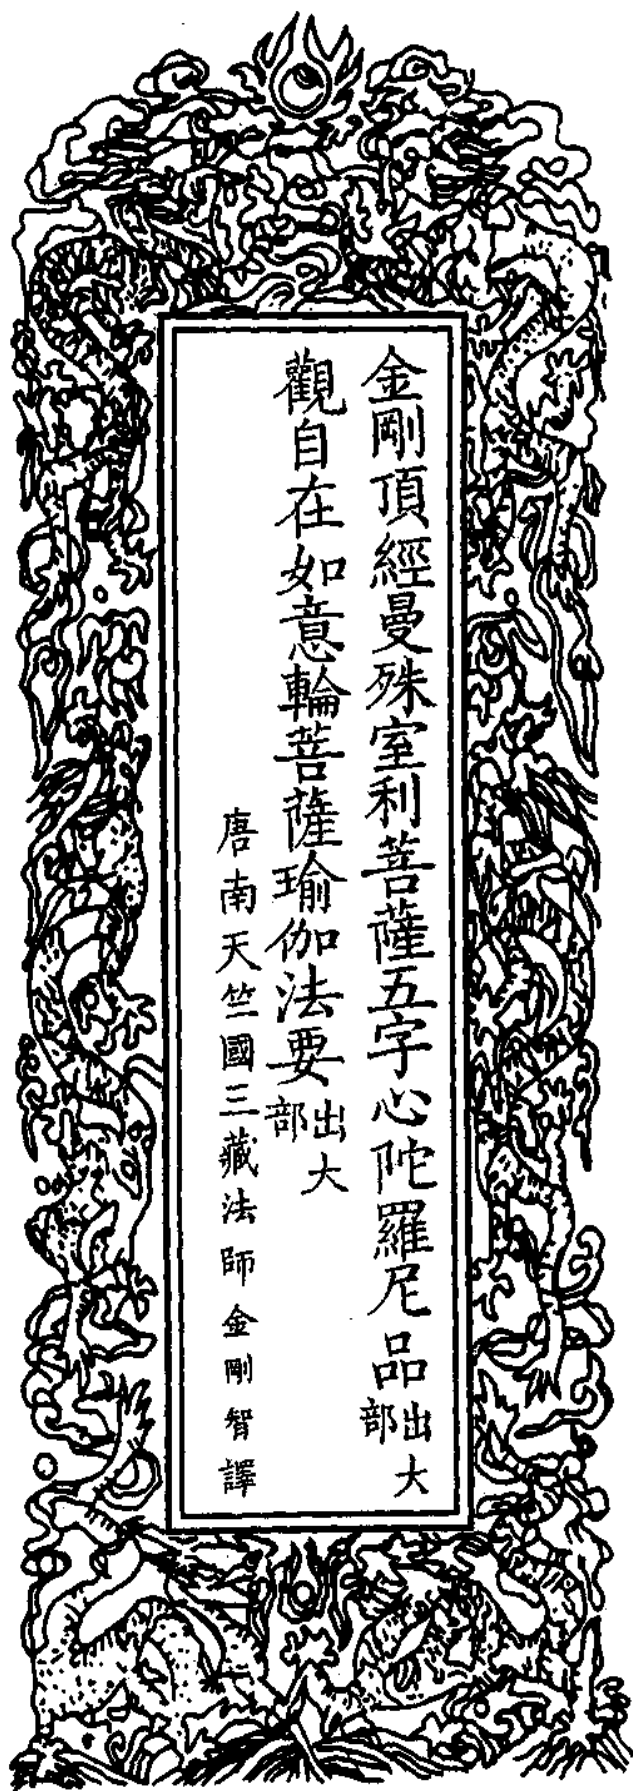 金剛頂經曼殊室利菩薩五字心陀羅尼品出大部
觀自在如意輪菩薩瑜伽法要出大部
唐南天竺國三藏法師金剛智譯